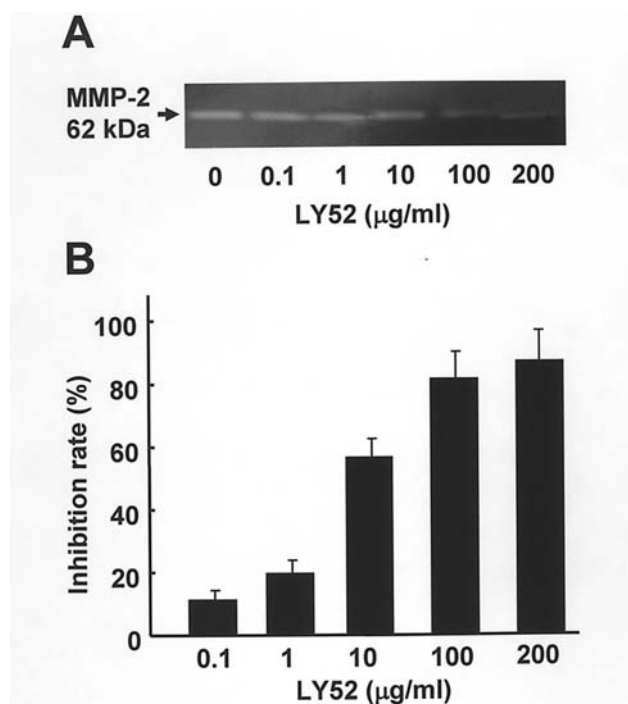 A
MMP-2
62 kDa
0 0.1 1 10 100 200
LY52 (μg/ml)
B
Inhibition rate (%)
100
80
60
40
20
0
0.1 1 10 100 200
LY52 (μg/ml)